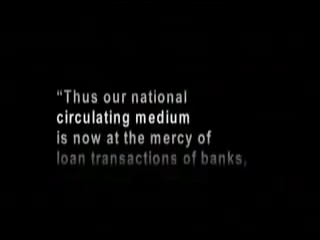 “Thus our national
circulating medium
is now at the mercy of
loan transactions of banks,